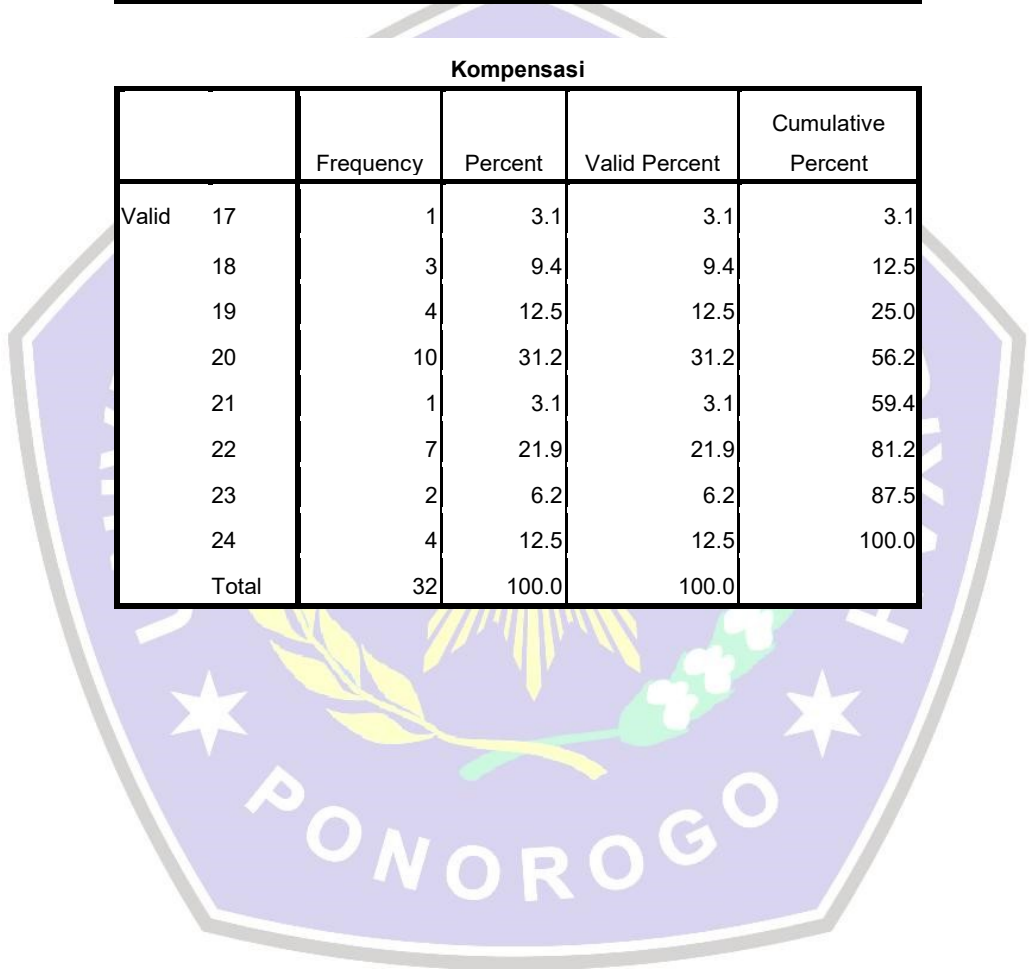 Kompensasi
Cumulative
Frequency Percent Valid Percent Percent
Valid 17 1 3.1 3.1 3.1
18 3 9.4 9.4 12.5
19 4 12.5 12.5 25.0
20 10 31.2 31.2 56.2
21 1 3.1 3.1 59.4
22 7 21.9 21.9 81.2
23 2 6.2 6.2 87.5
24 4 12.5 12.5 100.0
Total 32 100.0 100.0
PONOROGO